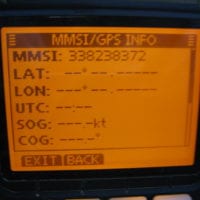 MMSI/GPS INFO
MMSI: 338238372
LAT: --°--.----
LON: ---°--.----
UTC: --:--
SOG: ---.-kt
COG: ---.-°
EXIT BACK